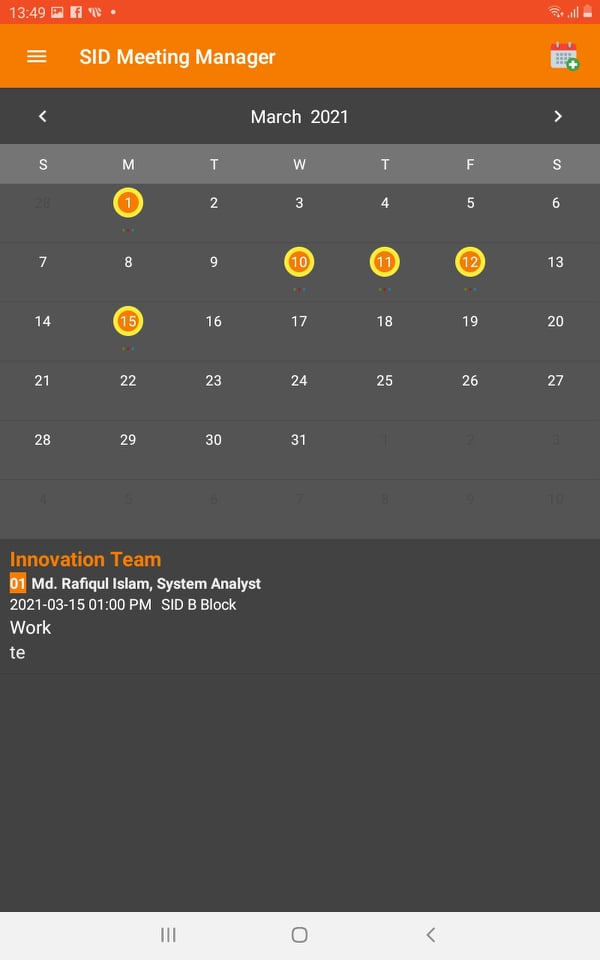 13:49
SID Meeting Manager
March 2021
S M T W T F S
28 1 2 3 4 5 6
7 8 9 10 11 12 13
14 15 16 17 18 19 20
21 22 23 24 25 26 27
28 29 30 31 1 2 3
4 5 6 7 8 9 10
Innovation Team
01 Md. Rafiqul Islam, System Analyst
2021-03-15 01:00 PM SID B Block
Work
te